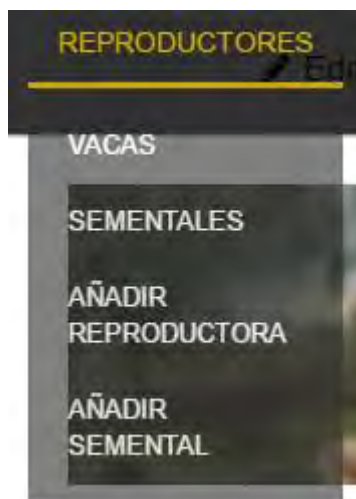 REPRODUCTORES
VACAS
SEMENTALES
AÑADIR
REPRODUCTORA
AÑADIR
SEMENTAL